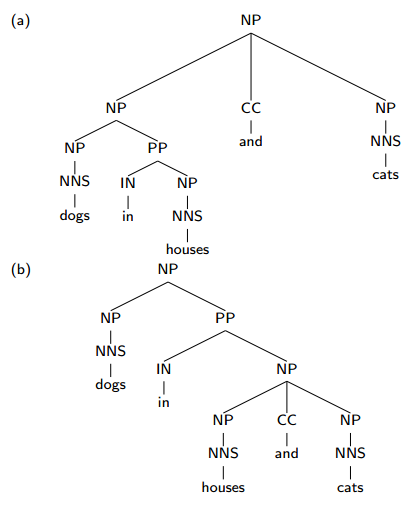 (a) NP
NP CC NP
and
NP PP NNS
NNS IN NP cats
dogs in NNS
houses
(b) NP
NP PP
NNS IN NP
dogs in
NP CC NP
NNS and NNS
houses cats